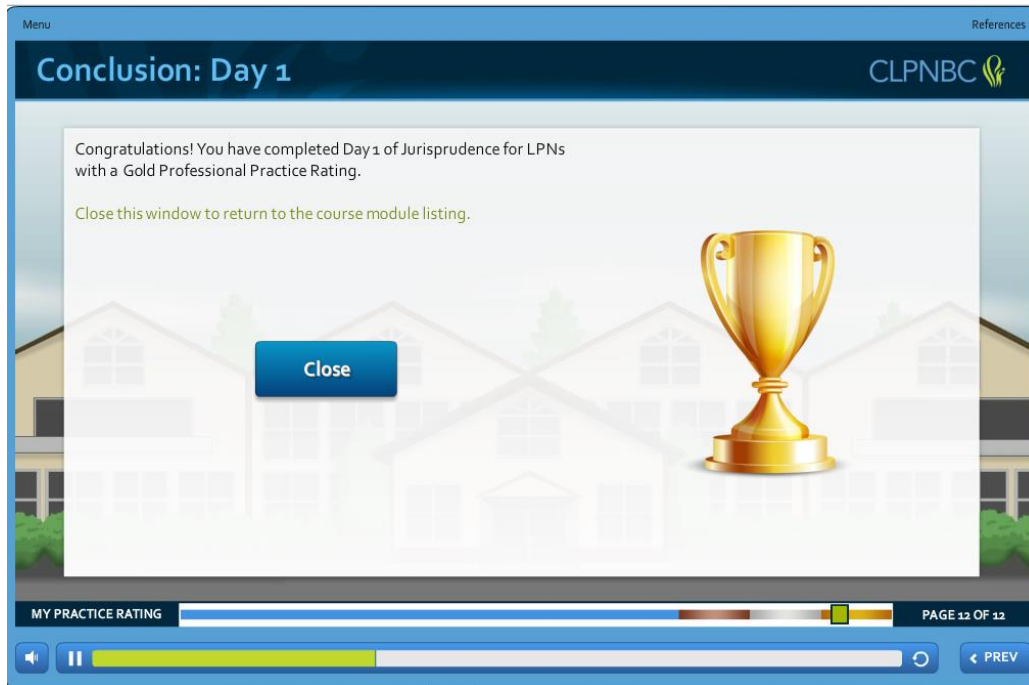 Menu
References
Conclusion: Day 1
CLPNBC
Congratulations! You have completed Day 1 of Jurisprudence for LPNs
with a Gold Professional Practice Rating.
Close this window to return to the course module listing.
Close
MY PRACTICE RATING
PAGE 12 OF 12
PREV